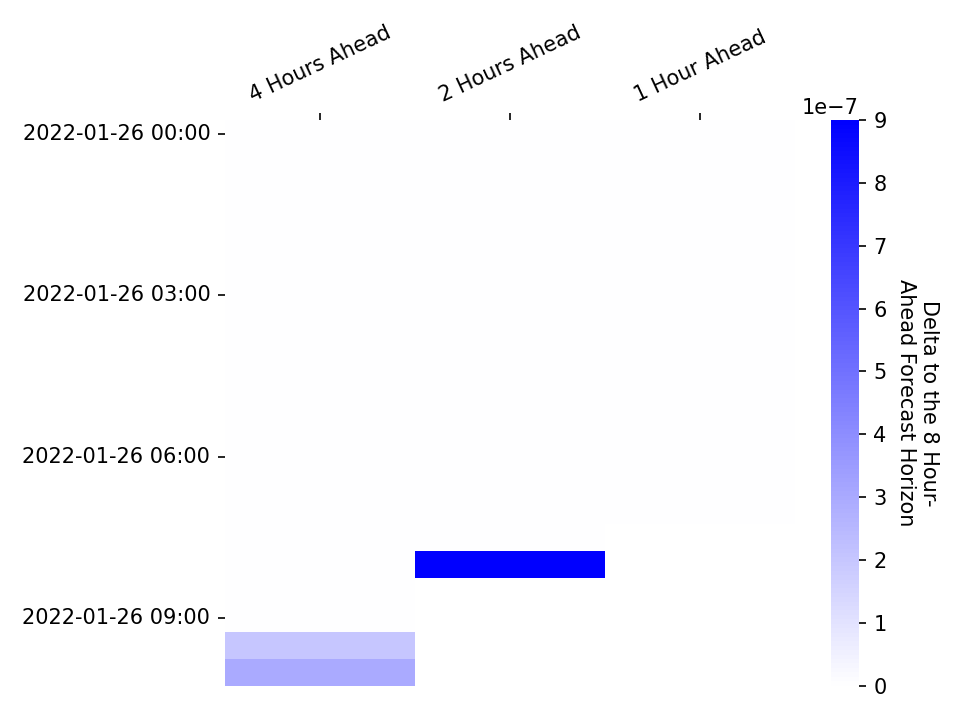 4 Hours Ahead
2 Hours Ahead
1 Hour Ahead
2022-01-26 00:00
2022-01-26 03:00
2022-01-26 06:00
2022-01-26 09:00
1e−7
9
8
7
6
5
4
3
2
1
0
Delta to the 8 Hour-
Ahead Forecast Horizon